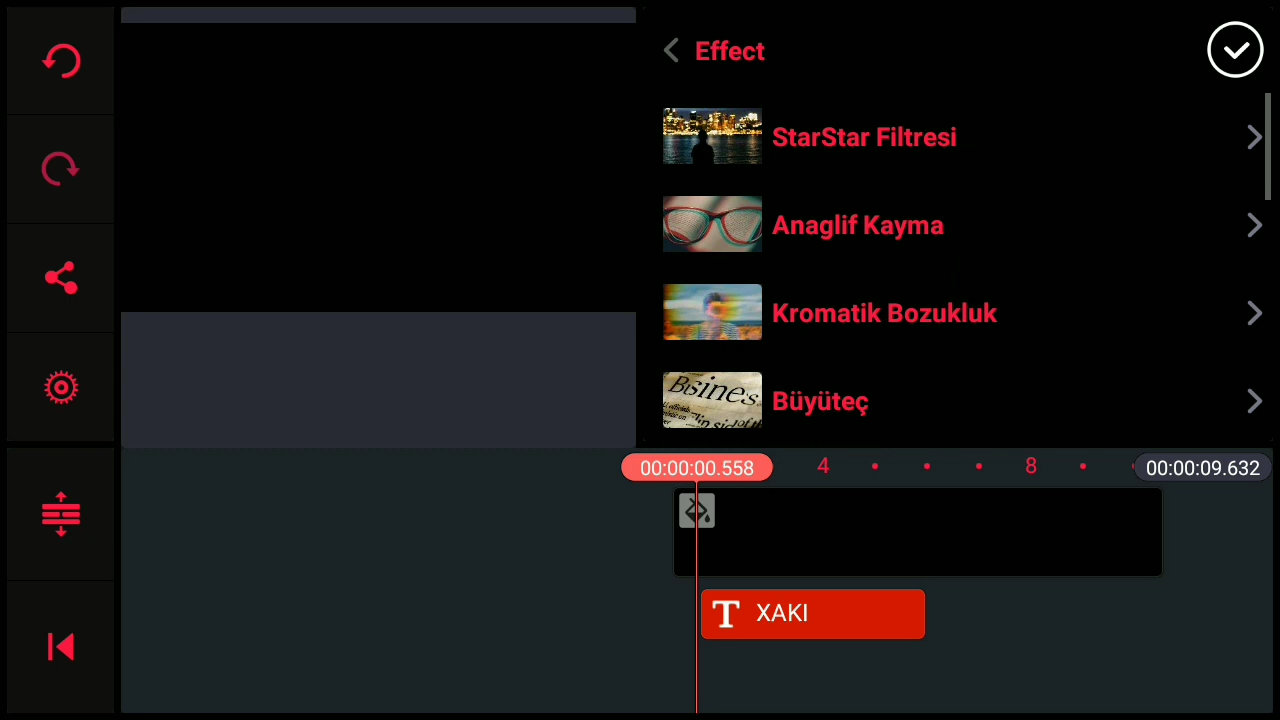 Effect
StarStar Filtresi
Anaglif Kayma
Kromatik Bozukluk
Büyüteç
00:00:00.558
4
8
00:00:09.632
T XAKI